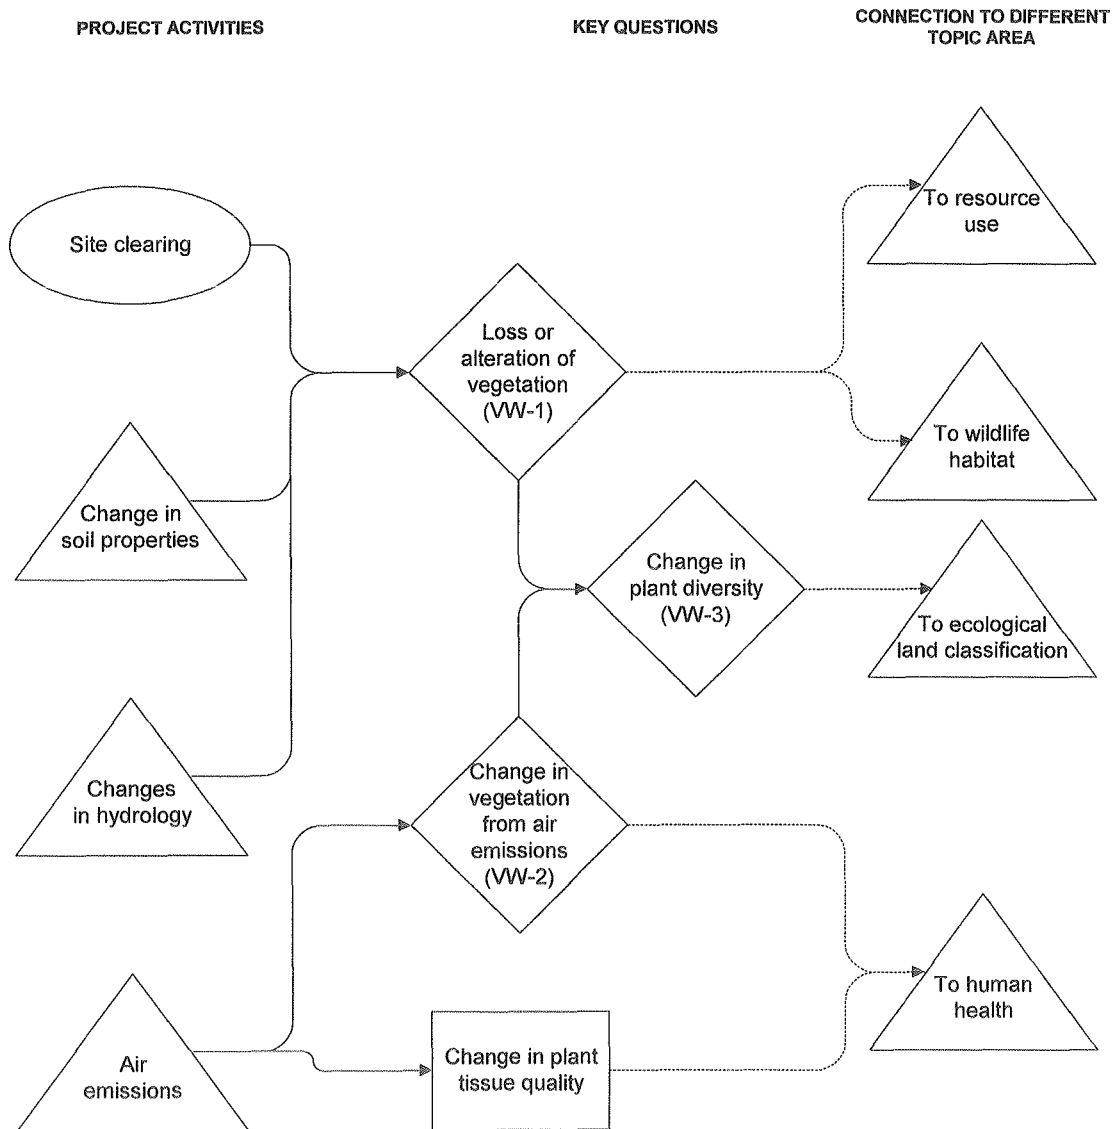 PROJECT ACTIVITIES
KEY QUESTIONS
CONNECTION TO DIFFERENT
TOPIC AREA
To resource
use
Site clearing
Loss or
alteration of
vegetation
(VW-1)
To wildlife
habitat
Change in
soil properties
Change in
plant diversity
(VW-3)
To ecological
land classification
Changes
in hydrology
Change in
vegetation
from air
emissions
(VW-2)
To human
health
Air
emissions
Change in plant
tissue quality